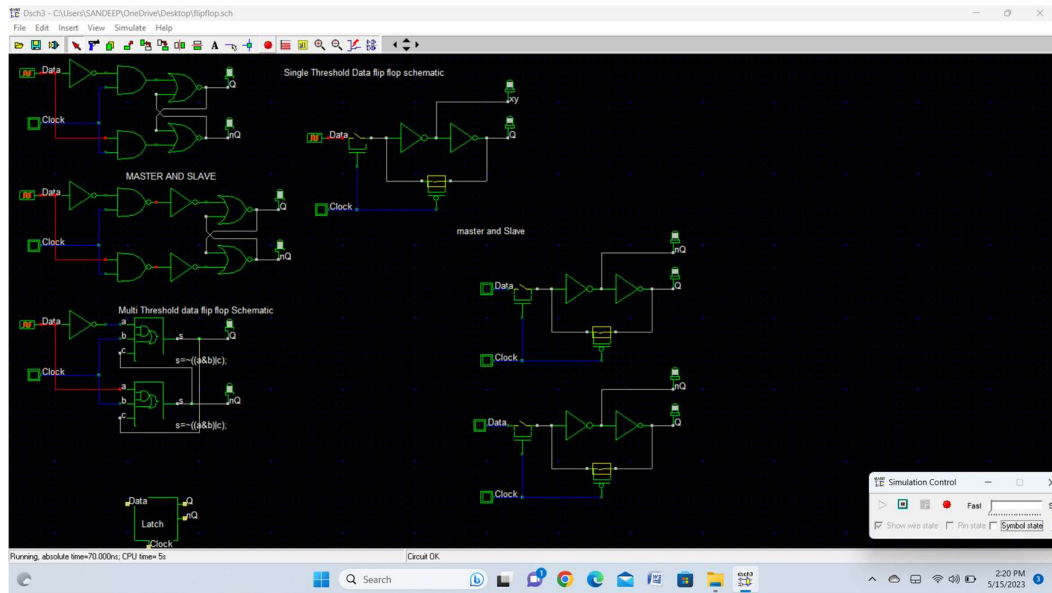 Dsch3 - C:\Users\SANDEEP\OneDrive\Desktop\flipflop.sch
File Edit Insert View Simulate Help
Data
Q
Clock
nQ
Single Threshold Data flip flop schematic
xy
Data
Q
Clock
MASTER AND SLAVE
Data
Q
Clock
nQ
master and Slave
nQ
Data
Q
Clock
Multi Threshold data flip flop Schematic
Data
a
b
c
s
Q
s=~((a&b)|c);
Clock
a
b
c
s
nQ
s=~((a&b)|c);
nQ
Data
Q
Clock
Data
Q
nQ
Latch
Clock
Simulation Control
Fast
S
Show wire state Pin state Symbol state
Running, absolute time=70.000ns; CPU time= 5s
Circuit OK
Search
1
dsch3
2:20 PM
5/15/2023
3